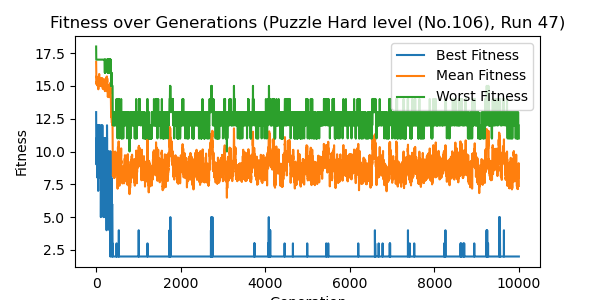 Fitness over Generations (Puzzle Hard level (No.106), Run 47)
Best Fitness
Mean Fitness
Worst Fitness
Fitness
17.5
15.0
12.5
10.0
7.5
5.0
2.5
0 2000 4000 6000 8000 10000
Generation